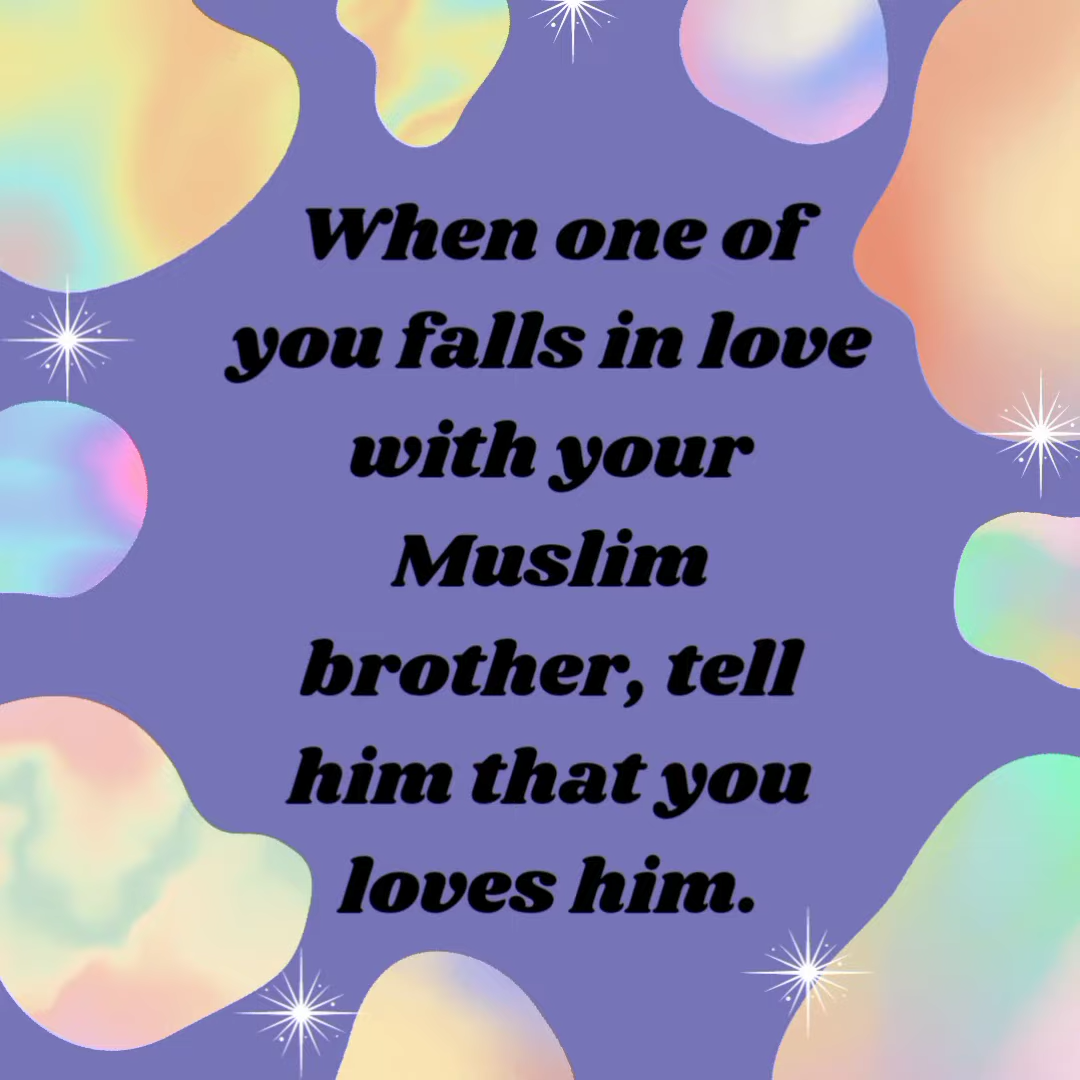 When one of
you falls in love
with your
Muslim
brother, tell
him that you
loves him.